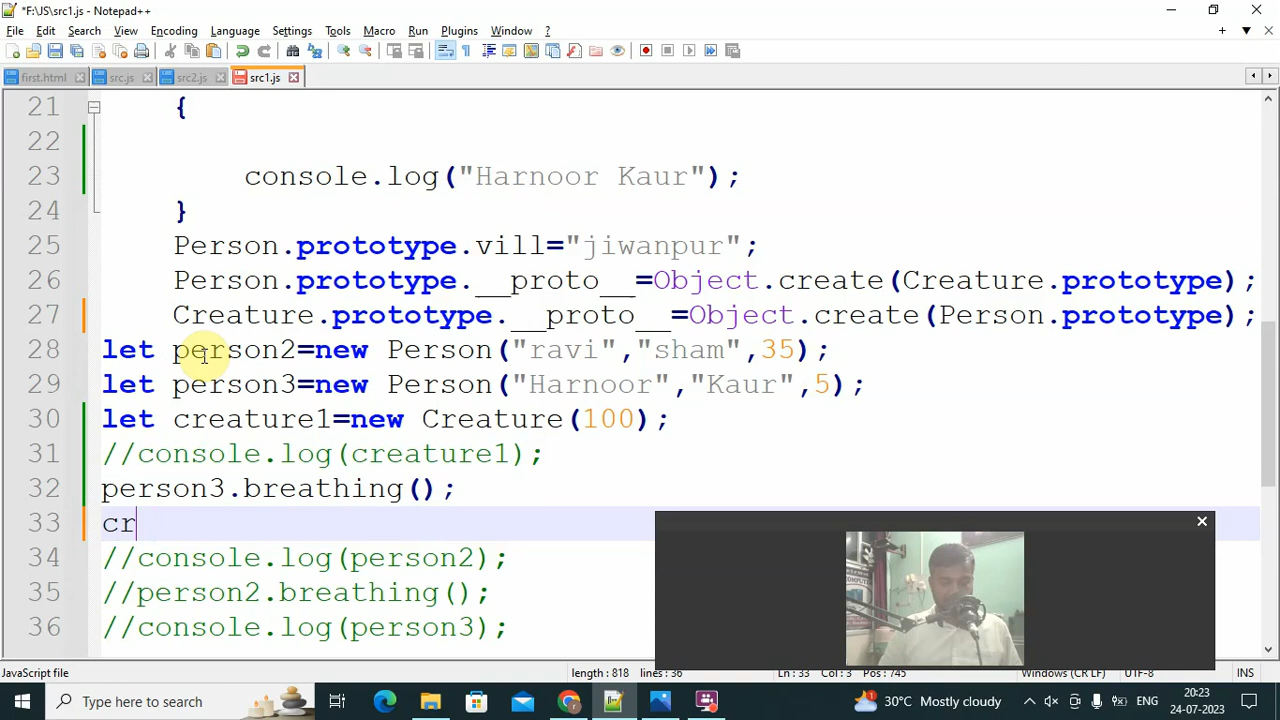 *F:\JS\src1.js - Notepad++
File Edit Search View Encoding Language Settings Tools Macro Run Plugins Window ?
first.html src.js src2.js src1.js
21 {
22
23 console.log("Harnoor Kaur");
24 }
25 Person.prototype.vill="jiwanpur";
26 Person.prototype.__proto__=Object.create(Creature.prototype);
27 Creature.prototype.__proto__=Object.create(Person.prototype);
28 let person2=new Person("ravi","sham",35);
29 let person3=new Person("Harnoor","Kaur",5);
30 let creature1=new Creature(100);
31 //console.log(creature1);
32 person3.breathing();
33 cr
34 //console.log(person2);
35 //person2.breathing();
36 //console.log(person3);
JavaScript file length : 818 lines : 36 Ln : 33 Col : 3 Pos : 745 Windows (CR LF) UTF-8 INS
Type here to search 30°C Mostly cloudy ENG 20:23
24-07-2023